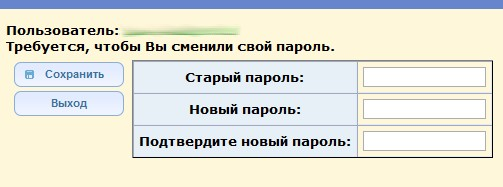 Пользователь:
Требуется, чтобы Вы сменили свой пароль.
Сохранить
Выход
Старый пароль:
Новый пароль:
Подтвердите новый пароль: